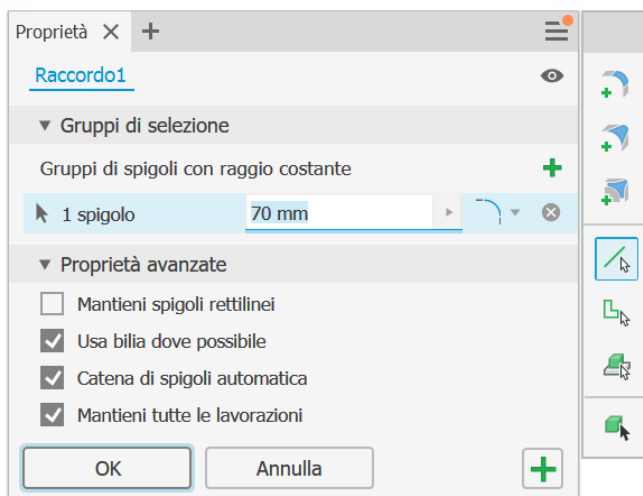 Proprietà
Raccordo1
Gruppi di selezione
Gruppi di spigoli con raggio costante
1 spigolo 70 mm
Proprietà avanzate
Mantieni spigoli rettilinei
Usa bilia dove possibile
Catena di spigoli automatica
Mantieni tutte le lavorazioni
OK Annulla